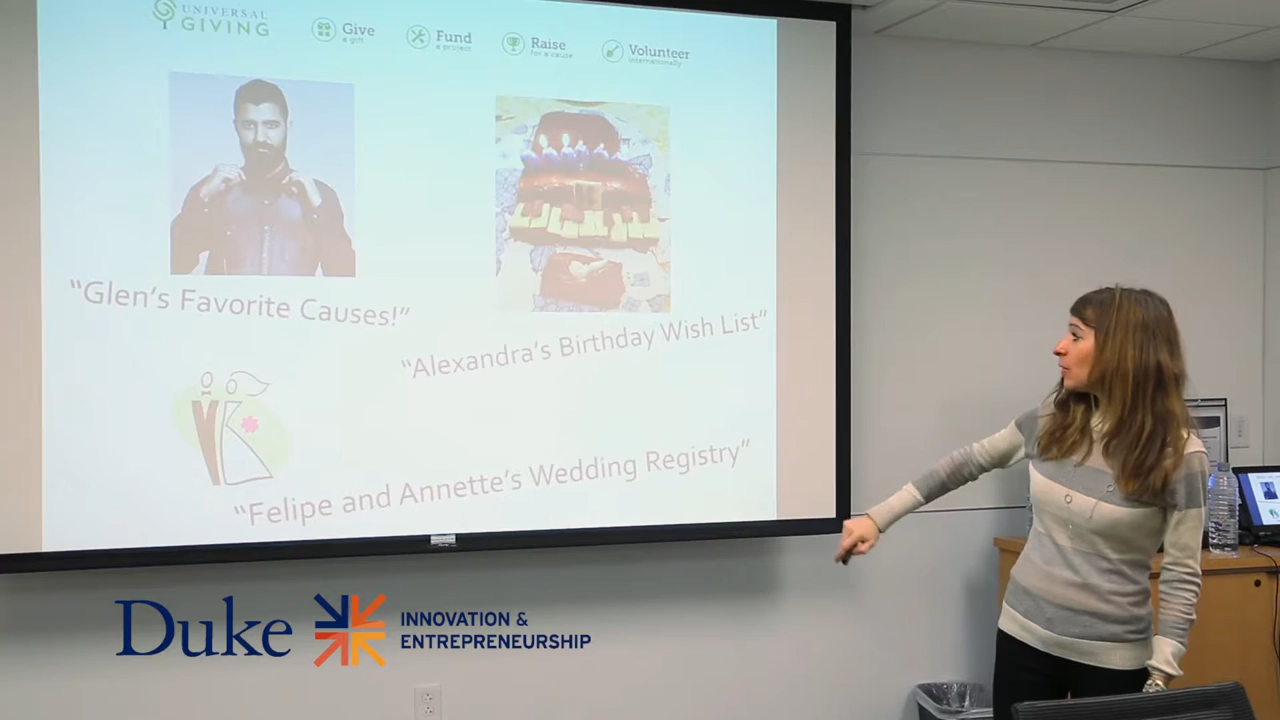 UNIVERSAL
GIVING
Give
a gift
Fund
a project
Raise
for a cause
Volunteer
internationally
"Glen's Favorite Causes!"
"Alexandra's Birthday Wish List"
"Felipe and Annette's Wedding Registry"
Duke
INNOVATION &
ENTREPRENEURSHIP